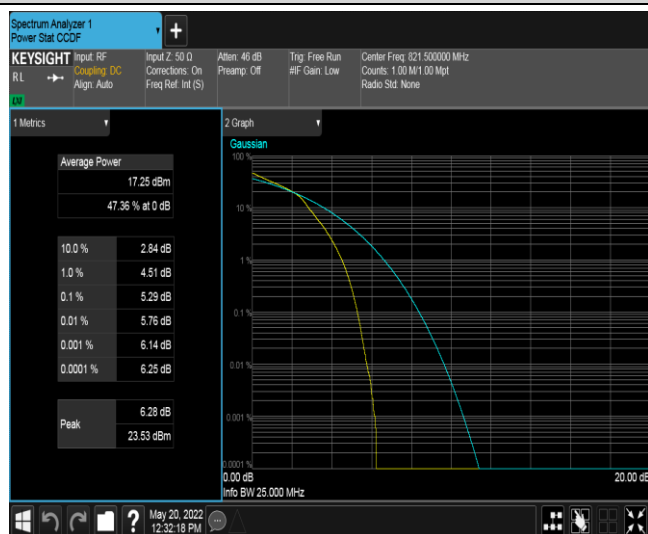 Spectrum Analyzer 1
Power Stat CCDF
KEYSIGHT
RL
LXI
Input: RF
Coupling: DC
Align: Auto
Input Z: 50 Ω
Corrections: On
Freq Ref: Int (S)
Atten: 46 dB
Preamp: Off
Trig: Free Run
#IF Gain: Low
Center Freq: 821.500000 MHz
Counts: 1.00 M/1.00 Mpt
Radio Std: None
1 Metrics
Average Power
17.25 dBm
47.36 % at 0 dB
10.0 % 2.84 dB
1.0 % 4.51 dB
0.1 % 5.29 dB
0.01 % 5.76 dB
0.001 % 6.14 dB
0.0001 % 6.25 dB
Peak
6.28 dB
23.53 dBm
2 Graph
Gaussian
100 %
10 %
1 %
0.1 %
0.01 %
0.001 %
0.0001 %
0.00 dB
20.00 dB
Info BW 25.000 MHz
?
May 20, 2022
12:32:18 PM